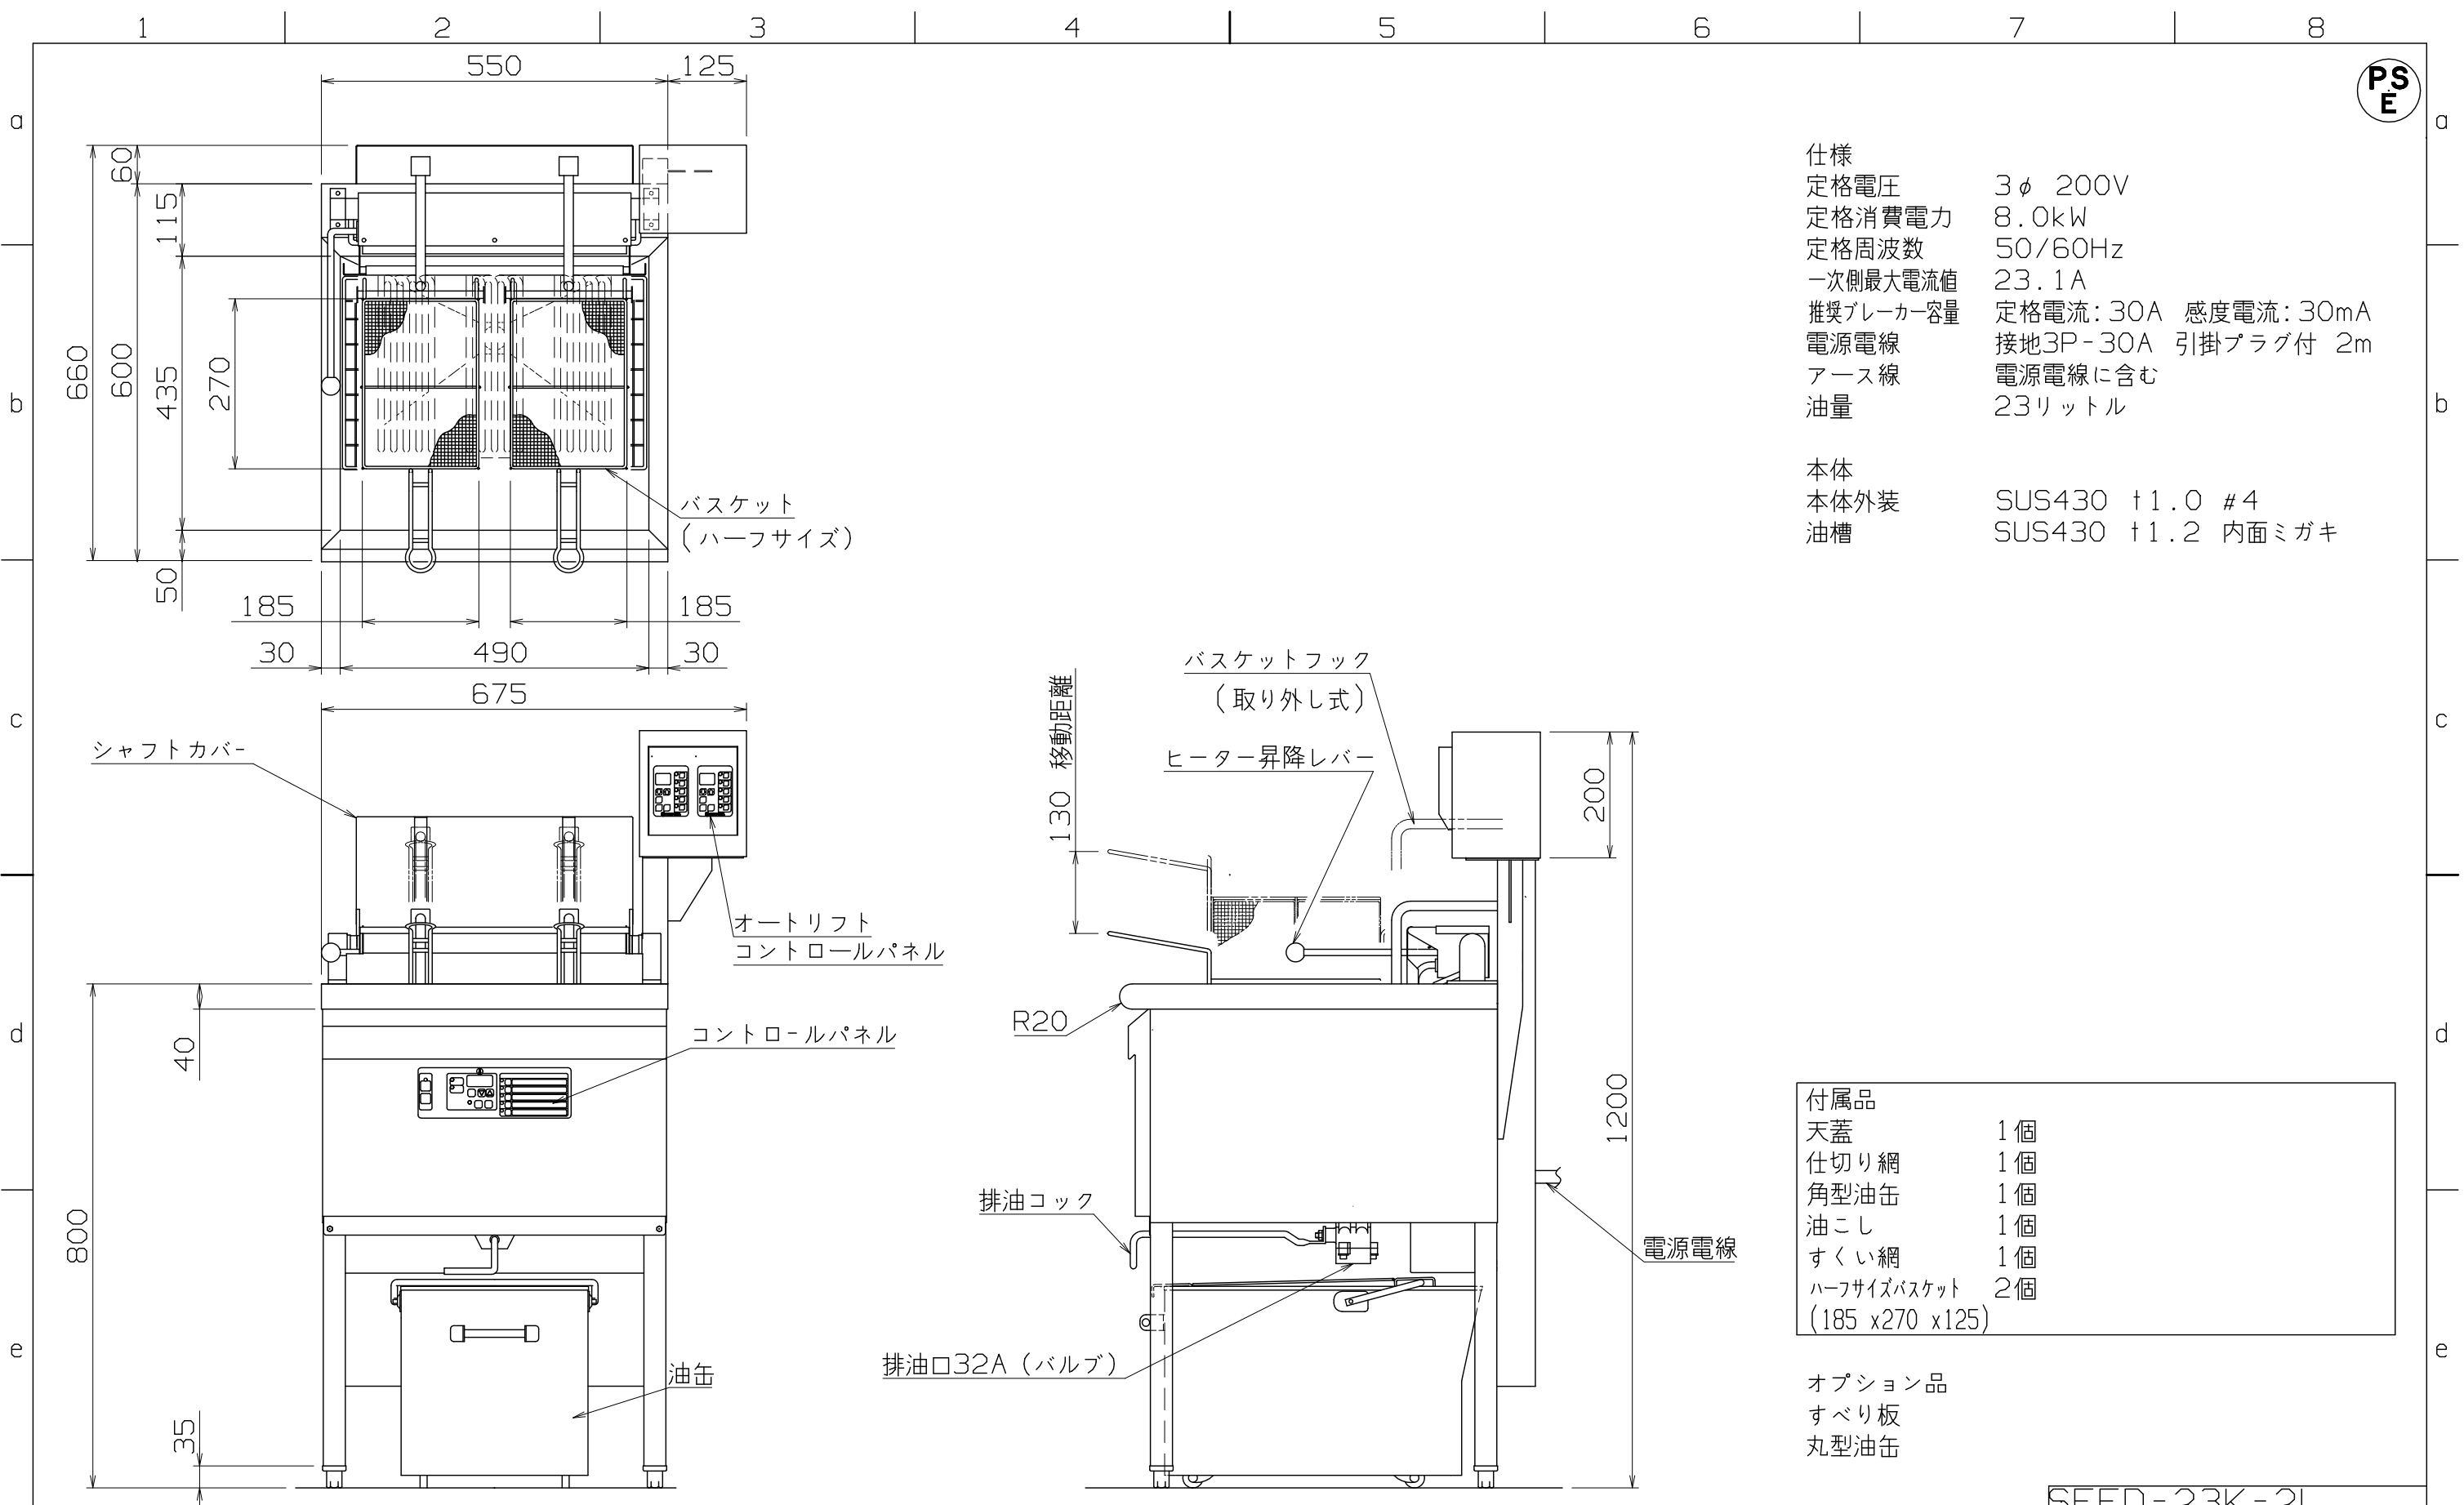 1 2 3 4 5 6 7 8
a
b
c
d
e
a
b
c
d
e
PS
E
550
125
660
60
600
115
435
270
50
185
185
30
490
30
バスケット
(ハーフサイズ)
仕様
定格電圧 3φ 200V
定格消費電力 8.0kW
定格周波数 50/60Hz
一次側最大電流値 23.1A
推奨ブレーカー容量 定格電流:30A 感度電流:30mA
電源電線 接地3P-30A 引掛プラグ付 2m
アース線 電源電線に含む
油量 23リットル
本体
本体外装 SUS430 t1.0 #4
油槽 SUS430 t1.2 内面ミガキ
675
シャフトカバー
オートリフト
コントロールパネル
コントロールパネル
40
800
35
油缶
130 移動距離
バスケットフック
(取り外し式)
ヒーター昇降レバー
200
1200
R20
排油コック
排油口32A(バルブ)
電源電線
付属品
天蓋 1個
仕切り網 1個
角型油缶 1個
油こし 1個
すくい網 1個
ハーフサイズバスケット 2個
(185 x270 x125)
オプション品
すべり板
丸型油缶